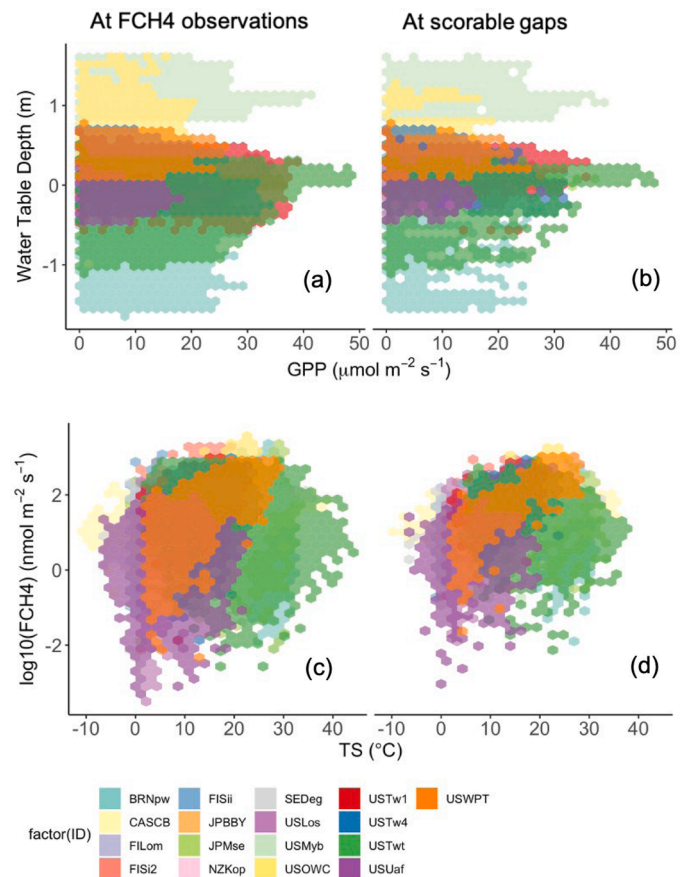 At FCH4 observations
At scorable gaps
Water Table Depth (m)
1
0
-1
(a)
(b)
0 10 20 30 40 50
0 10 20 30 40 50
GPP (μmol m⁻² s⁻¹)
log10(FCH4) (nmol m⁻² s⁻¹)
2
0
-2
(c)
(d)
-10 0 10 20 30 40
-10 0 10 20 30 40
TS (°C)
factor(ID)
BRNpw FISii SEDeg USTw1 USWPT
CASCB JPBBY USLos USTw4
FILom JPMse USMyb USTwt
FISi2 NZKop USOWC USUaf